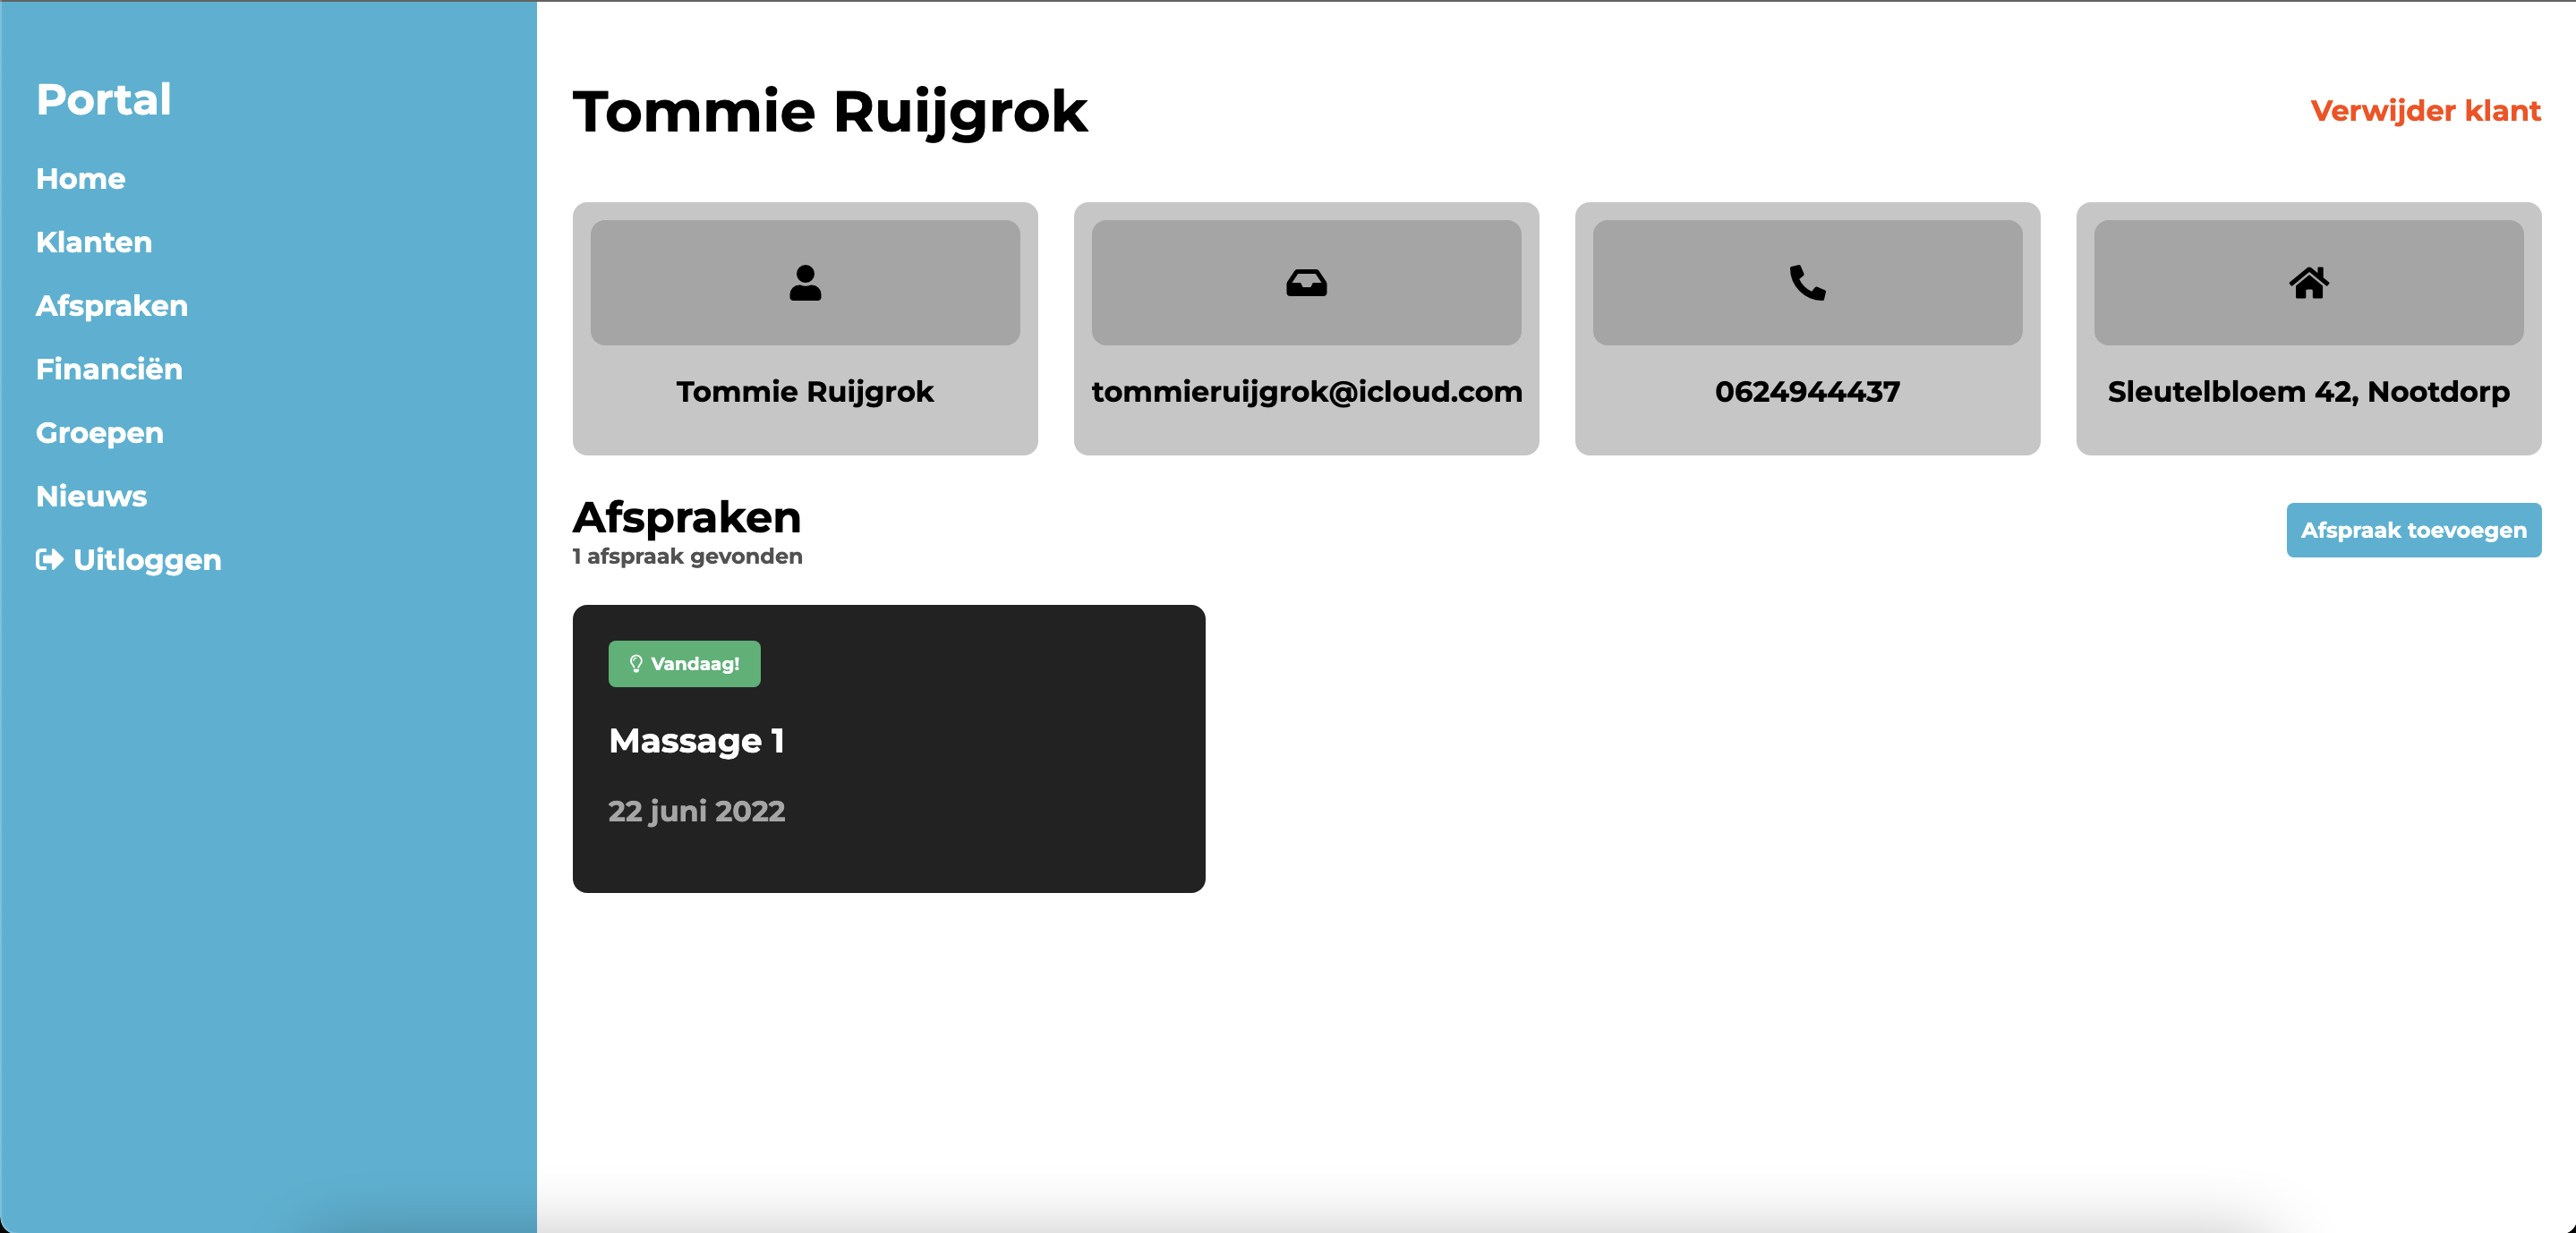 Portal
Home
Klanten
Afspraken
Financiën
Groepen
Nieuws
Uitloggen
Tommie Ruijgrok
Verwijder klant
Tommie Ruijgrok
tommieruijgrok@icloud.com
0624944437
Sleutelbloem 42, Nootdorp
Afspraken
1 afspraak gevonden
Afspraak toevoegen
Vandaag!
Massage 1
22 juni 2022